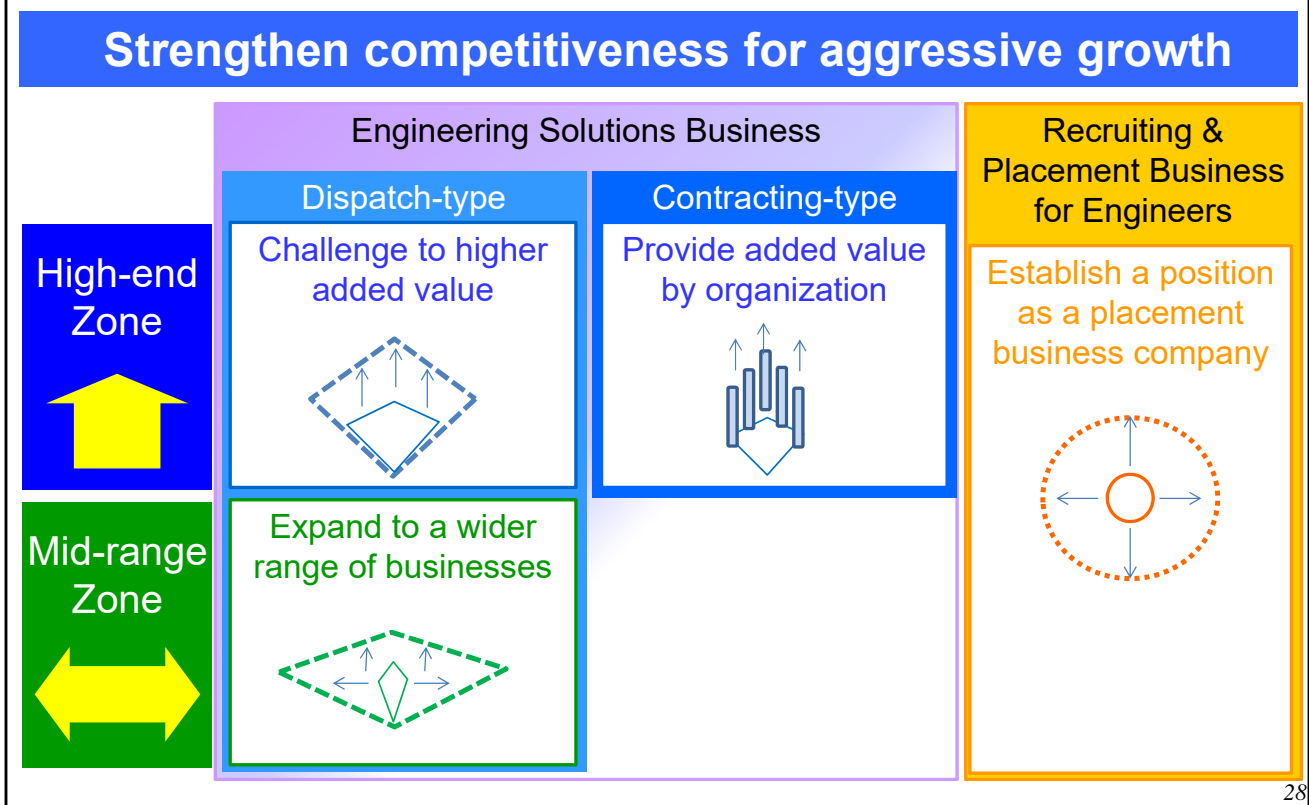 Strengthen competitiveness for aggressive growth
Engineering Solutions Business
Recruiting &
Placement Business
for Engineers
Dispatch-type
Contracting-type
High-end
Zone
Challenge to higher
added value
Provide added value
by organization
Establish a position
as a placement
business company
Mid-range
Zone
Expand to a wider
range of businesses
28